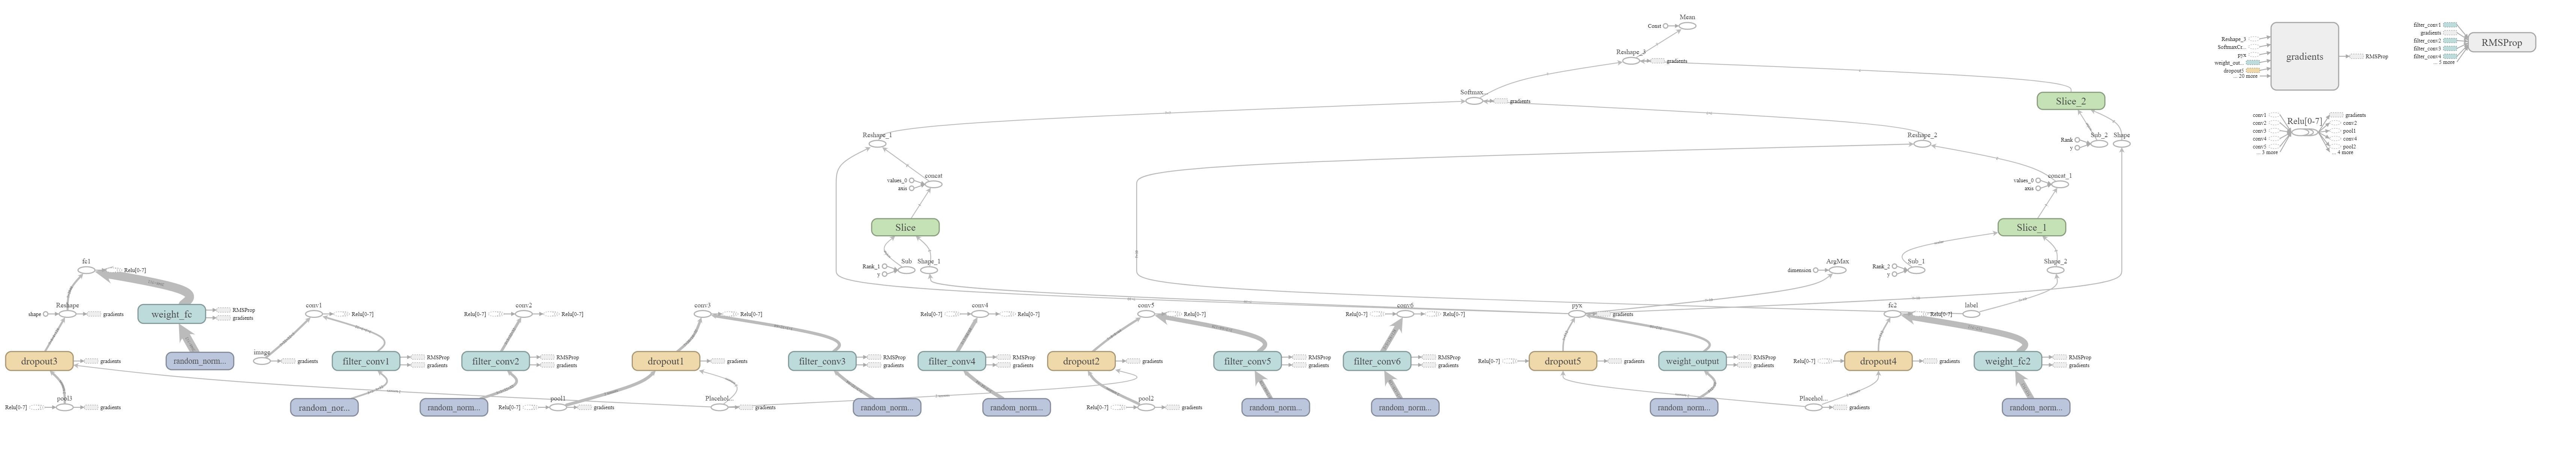 Mean
Const
Reshape_3
gradients
Softmax...
gradients
Slice_2
Reshape_1
Reshape_2
Rank
Sub_2
Shape
y
values_0
concat
axis
values_0
concat_1
axis
Slice
Slice_1
Rank_1
Sub
Shape_1
y
dimension
ArgMax
Rank_2
Sub_1
Shape_2
y
fc1
Relu[0-7]
Reshape
shape
gradients
weight_fc
RMSProp
gradients
conv1
Relu[0-7]
conv2
Relu[0-7]
Relu[0-7]
conv3
Relu[0-7]
conv4
Relu[0-7]
Relu[0-7]
conv5
Relu[0-7]
conv6
Relu[0-7]
Relu[0-7]
pyx
gradients
fc2
Relu[0-7]
label
dropout3
gradients
random_norm...
image
gradients
filter_conv1
RMSProp
gradients
filter_conv2
RMSProp
gradients
dropout1
gradients
filter_conv3
RMSProp
gradients
filter_conv4
RMSProp
gradients
dropout2
gradients
filter_conv5
RMSProp
gradients
filter_conv6
RMSProp
gradients
Relu[0-7]
dropout5
gradients
weight_output
RMSProp
gradients
Relu[0-7]
dropout4
gradients
weight_fc2
RMSProp
gradients
Relu[0-7]
pool3
gradients
random_nor...
random_norm...
Relu[0-7]
pool1
gradients
Placehol...
gradients
random_norm...
random_norm...
Relu[0-7]
pool2
gradients
random_norm...
random_norm...
random_norm...
Placehol...
gradients
random_norm...
Reshape_3
SoftmaxCr...
pyx
weight_out...
dropout5
... 20 more
gradients
RMSProp
filter_conv1
gradients
filter_conv2
filter_conv3
filter_conv4
... 5 more
RMSProp
Relu[0-7]
conv1
conv2
conv3
conv4
conv5
... 3 more
gradients
conv2
pool1
conv4
pool2
... 4 more